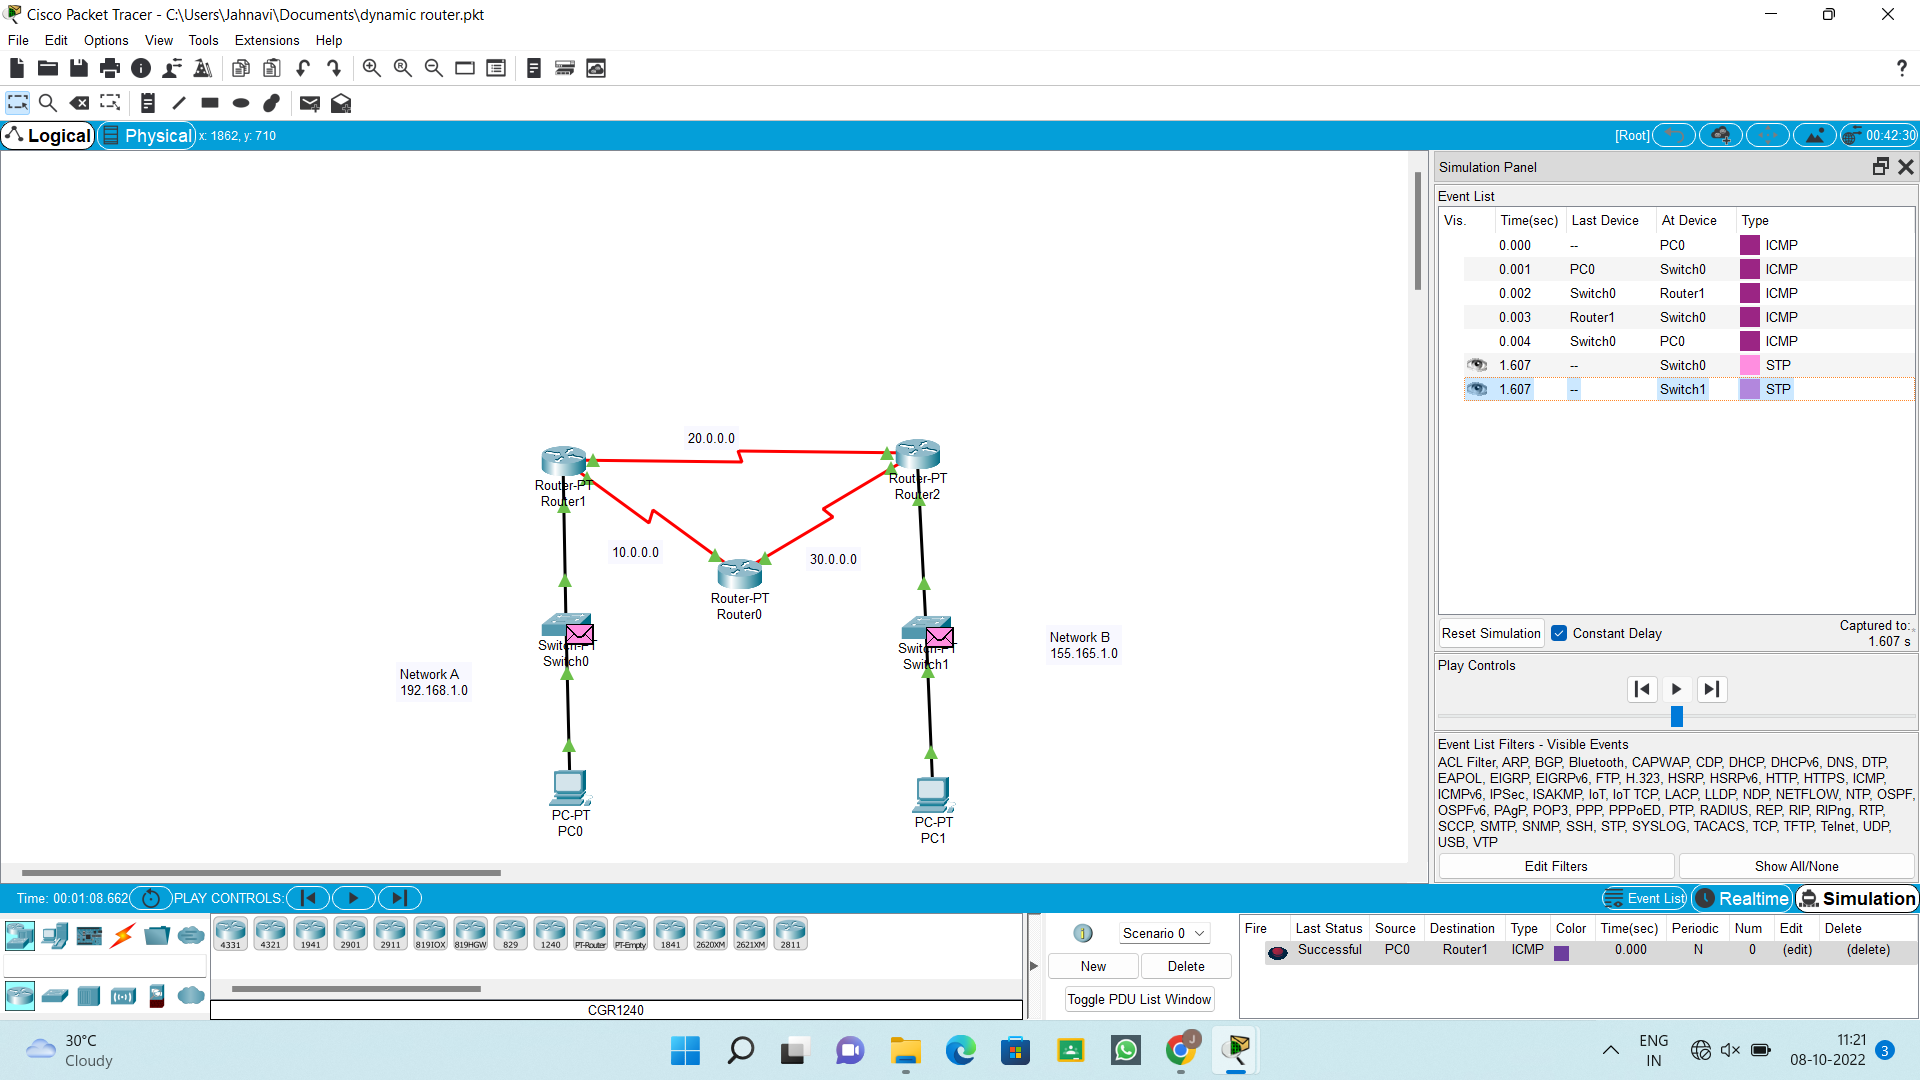 Cisco Packet Tracer - C:\Users\Jahnavi\Documents\dynamic router.pkt
File Edit Options View Tools Extensions Help
?
Logical Physical x: 1862, y: 710 [Root] 00:42:30
Simulation Panel
Event List
Vis. Time(sec) Last Device At Device Type
0.000 -- PC0 ICMP
0.001 PC0 Switch0 ICMP
0.002 Switch0 Router1 ICMP
0.003 Router1 Switch0 ICMP
0.004 Switch0 PC0 ICMP
1.607 -- Switch0 STP
1.607 -- Switch1 STP
20.0.0.0
Router-PT
Router1
Router-PT
Router2
10.0.0.0
30.0.0.0
Router-PT
Router0
Switch-PT
Switch0
Switch-PT
Switch1
Network A
192.168.1.0
Network B
155.165.1.0
PC-PT
PC0
PC-PT
PC1
Reset Simulation Constant Delay Captured to:
1.607 s
Play Controls
Event List Filters - Visible Events
ACL Filter, ARP, BGP, Bluetooth, CAPWAP, CDP, DHCP, DHCPv6, DNS, DTP,
EAPOL, EIGRP, EIGRPv6, FTP, H.323, HSRP, HSRPv6, HTTP, HTTPS, ICMP,
ICMPv6, IPSec, ISAKMP, IoT, IoT TCP, LACP, LLDP, NDP, NETFLOW, NTP, OSPF,
OSPFv6, PAgP, POP3, PPP, PPPoED, PTP, RADIUS, REP, RIP, RIPng, RTP,
SCCP, SMTP, SNMP, SSH, STP, SYSLOG, TACACS, TCP, TFTP, Telnet, UDP,
USB, VTP
Edit Filters Show All/None
Time: 00:01:08.662 PLAY CONTROLS: Event List Realtime Simulation
4331 4321 1941 2901 2911 819IOX 819HGW 829 1240 PT-Router PT-Empty 1841 2620XM 2621XM 2811
CGR1240
Scenario 0
New Delete
Toggle PDU List Window
Fire Last Status Source Destination Type Color Time(sec) Periodic Num Edit Delete
Successful PC0 Router1 ICMP 0.000 N 0 (edit) (delete)
30°C
Cloudy
J
ENG
IN
11:21
08-10-2022
3